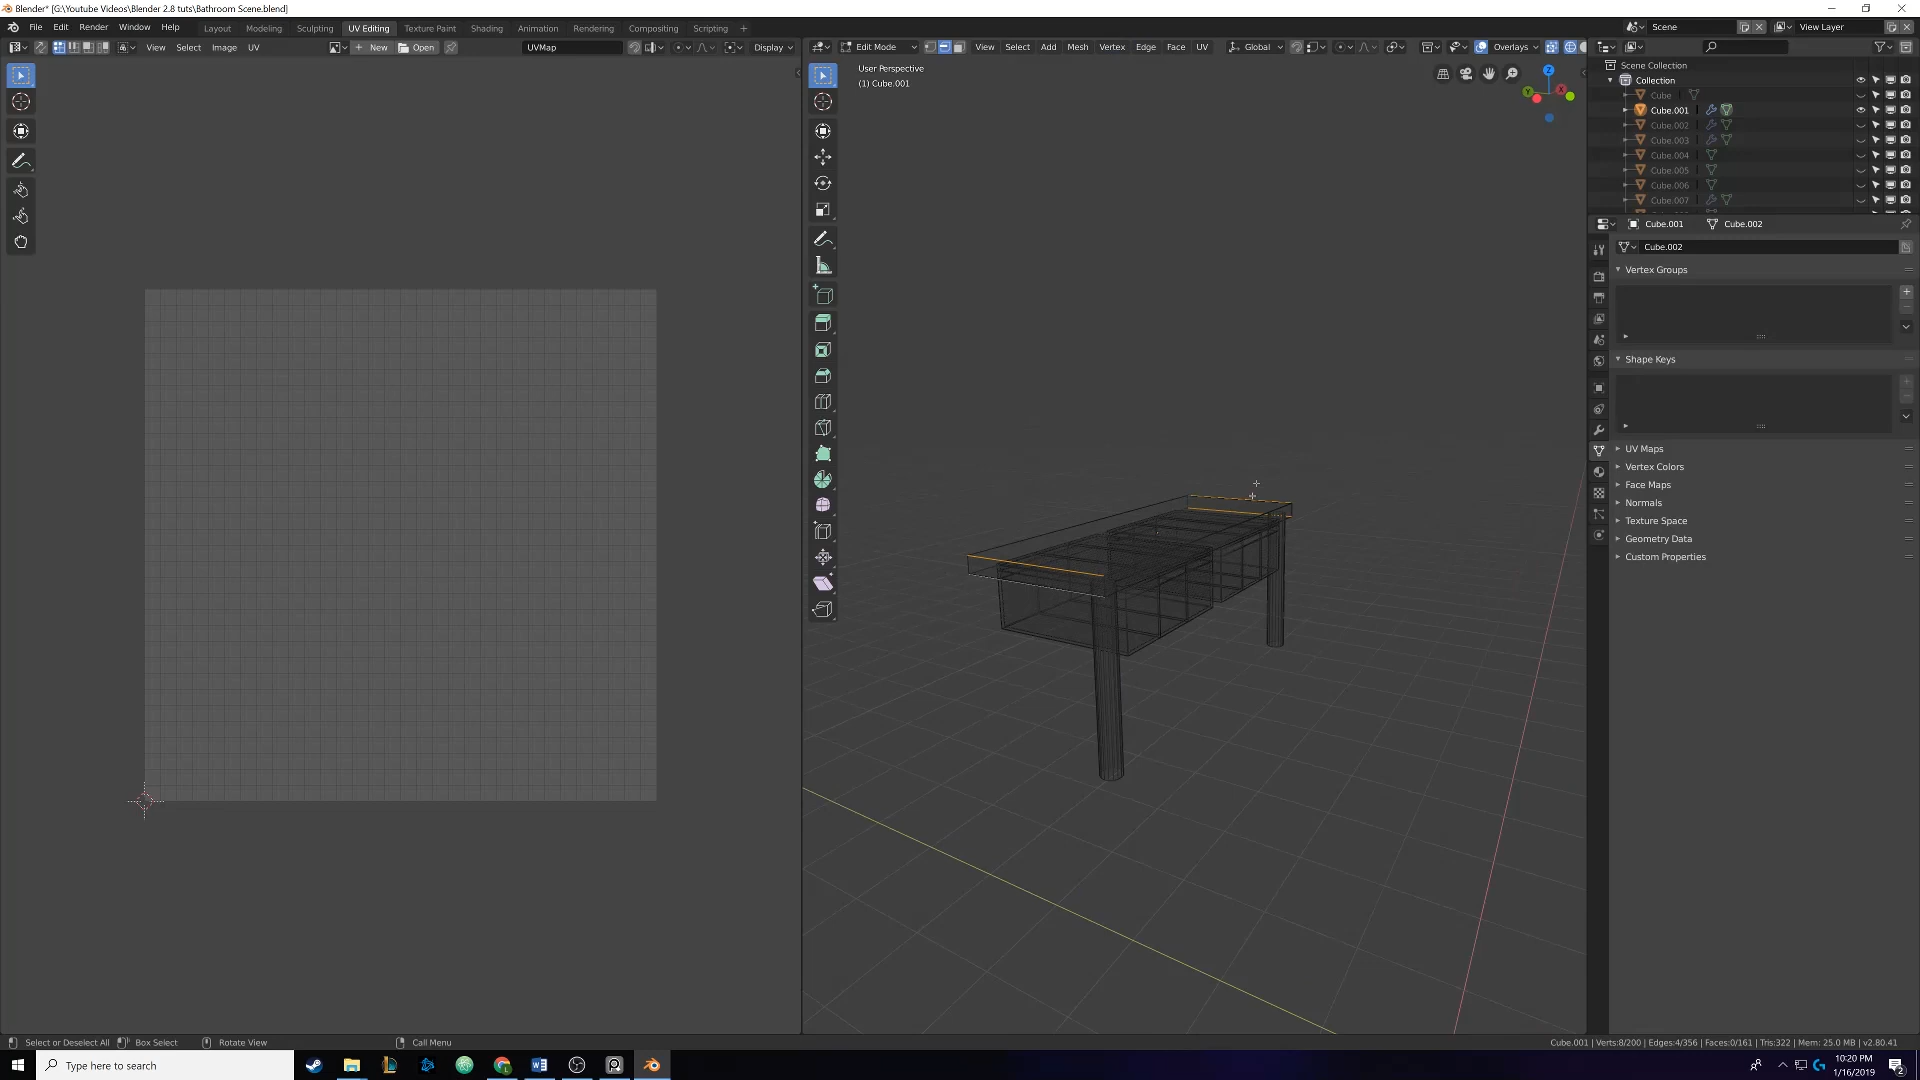 Blender* [G:\Youtube Videos\Blender 2.8 tuts\Bathroom Scene.blend]
File Edit Render Window Help Layout Modeling Sculpting UV Editing Texture Paint Shading Animation Rendering Compositing Scripting + Scene View Layer
View Select Image UV New Open UVMap Display
Edit Mode View Select Add Mesh Vertex Edge Face UV Global Overlays
User Perspective
(1) Cube.001
Scene Collection
Collection
Cube
Cube.001
Cube.002
Cube.003
Cube.004
Cube.005
Cube.006
Cube.007
Cube.001 Cube.002
Cube.002
Vertex Groups
Shape Keys
UV Maps
Vertex Colors
Face Maps
Normals
Texture Space
Geometry Data
Custom Properties
Select or Deselect All Box Select Rotate View Call Menu
Cube.001 | Verts:8/200 | Edges:4/356 | Faces:0/161 | Tris:322 | Mem: 25.0 MB | v2.80.41
Type here to search
10:20 PM
1/16/2019
2